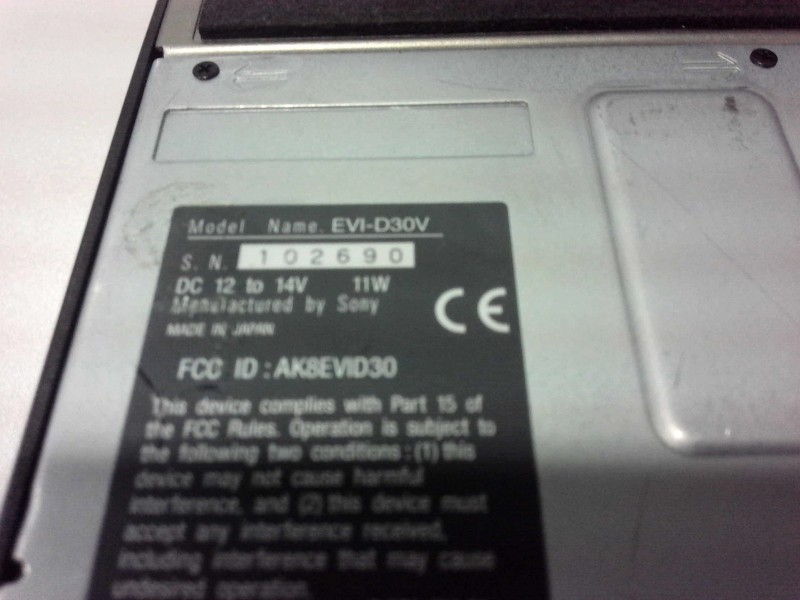 Model Name. EVI-D30V
S. N. 102690
DC 12 to 14V 11W
Manufactured by Sony
CE
MADE IN JAPAN
FCC ID : AK8EVID30
This device complies with Part 15 of
the FCC Rules. Operation is subject to
the following two conditions : (1) this
device may not cause harmful
interference, and (2) this device must
accept any interference received,
including interference that may cause
undesired operation.